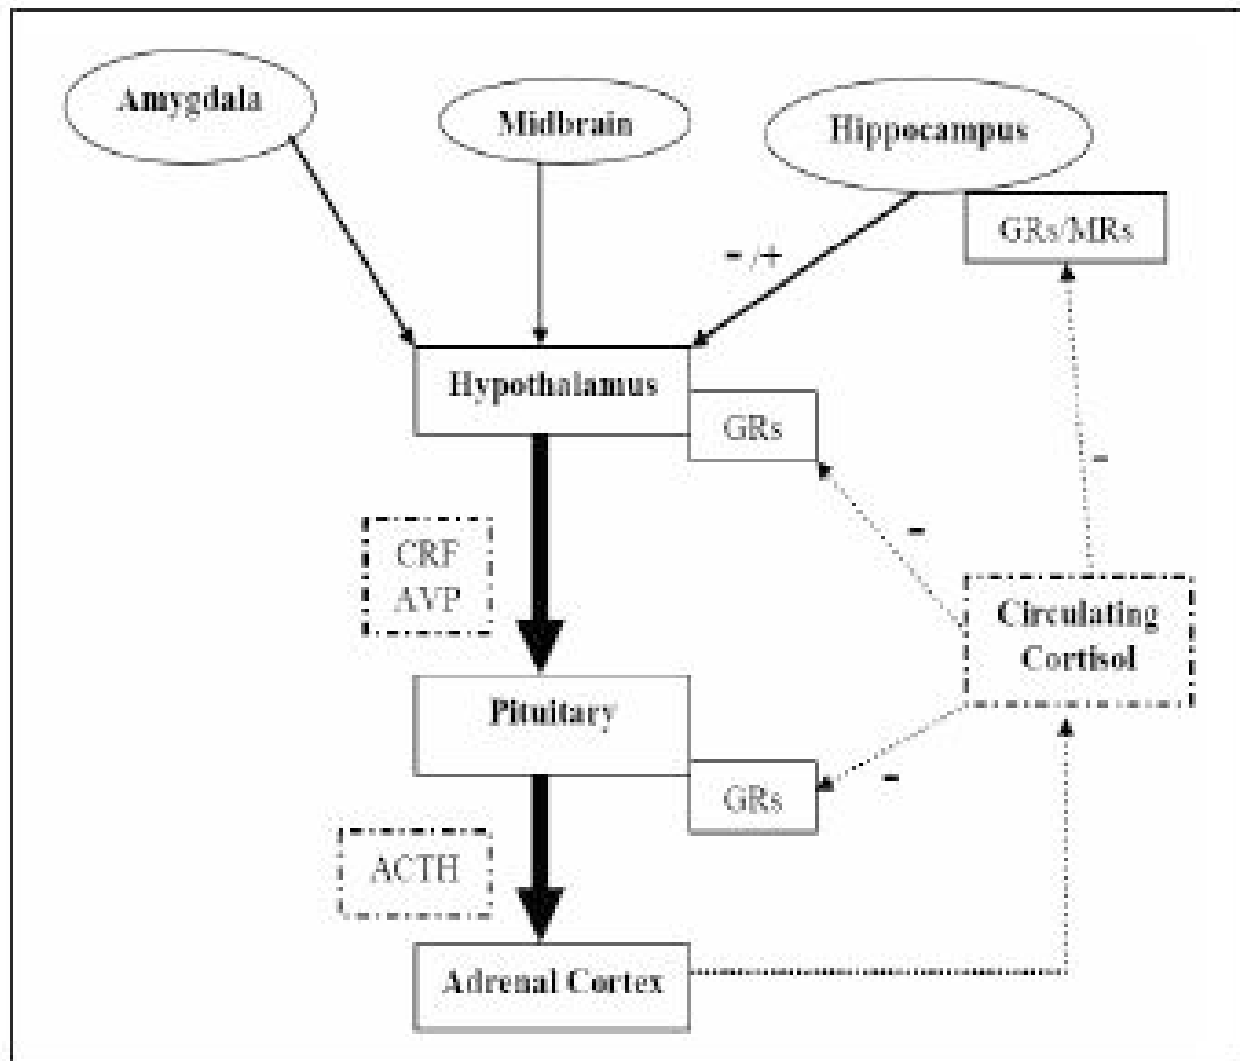 Amygdala
Midbrain
Hippocampus
GRs/MRs
- /+
Hypothalamus
GRs
-
-
CRF
AVP
Circulating
Cortisol
Pituitary
GRs
-
ACTH
Adrenal Cortex